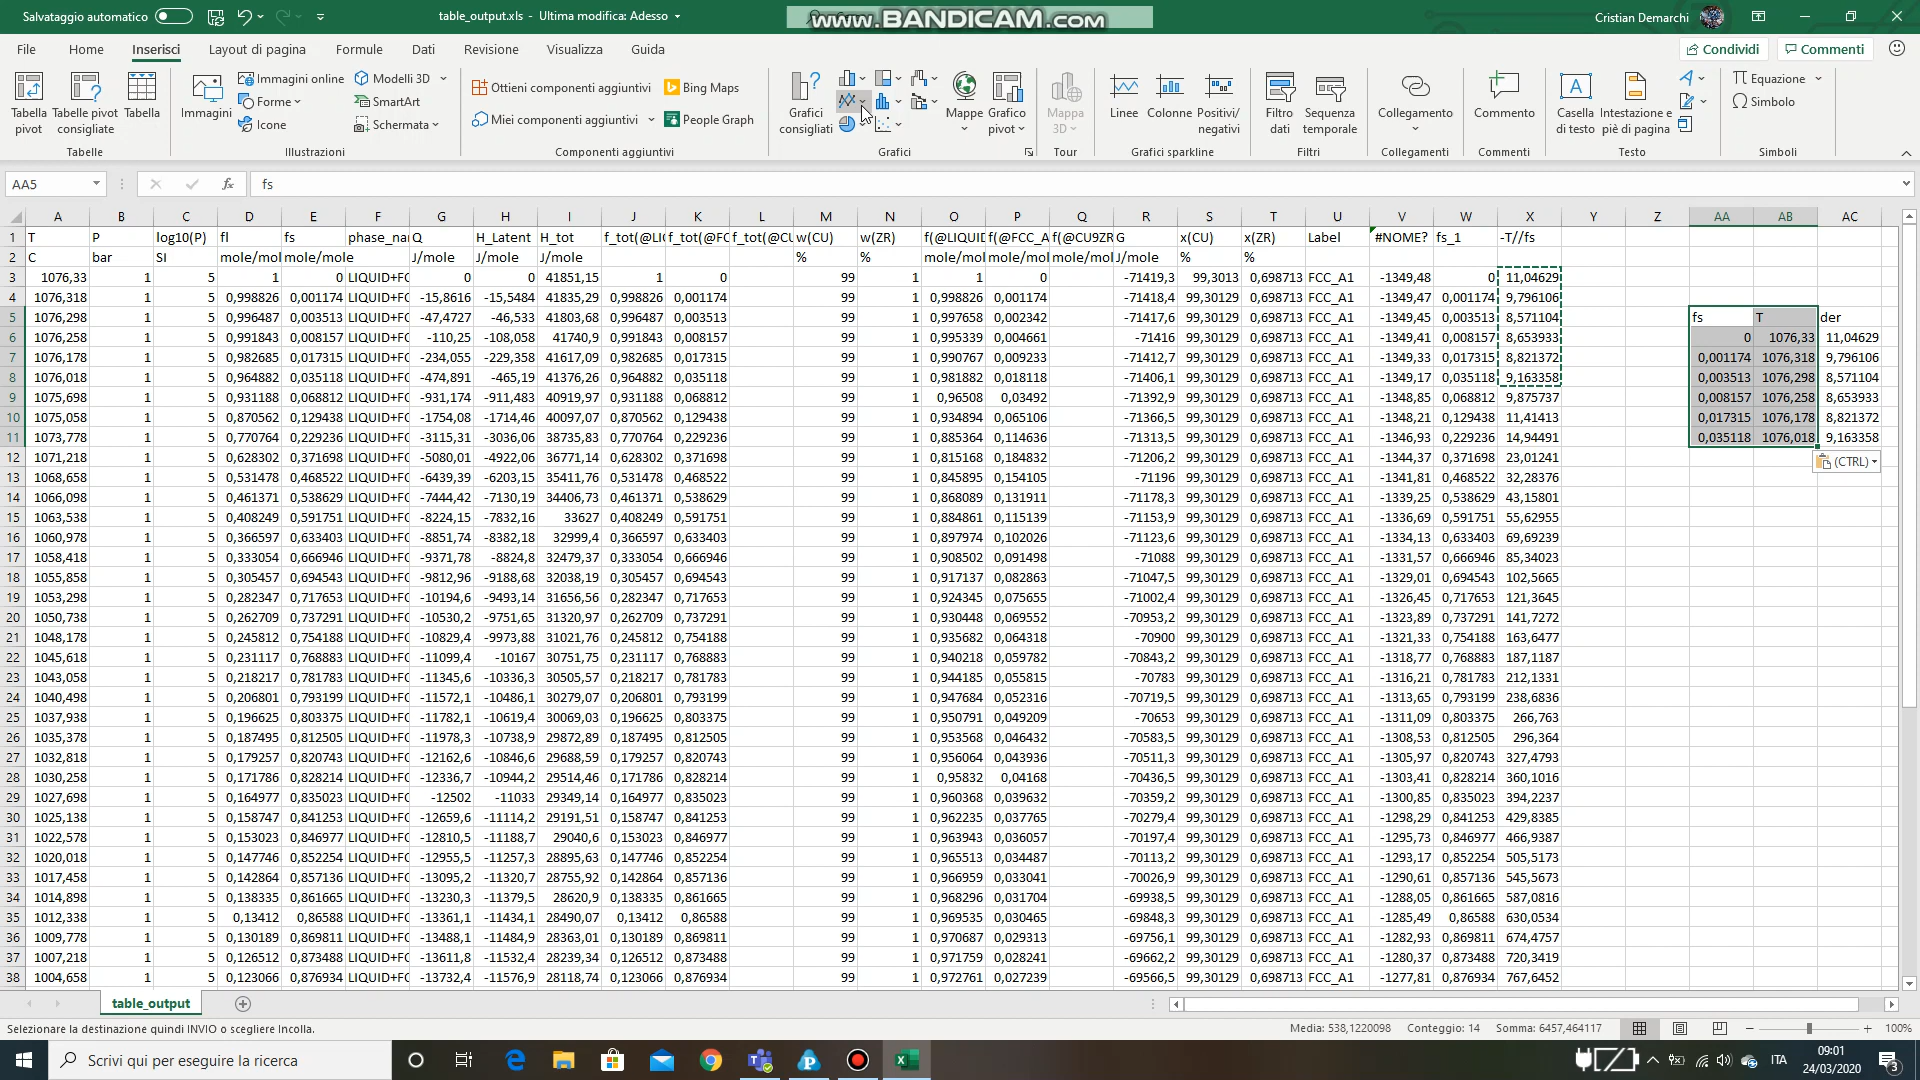 Salvataggio automatico
table_output.xls - Ultima modifica: Adesso
www.BANDICAM.com
Cristian Demarchi
File Home Inserisci Layout di pagina Formule Dati Revisione Visualizza Guida
Condividi Commenti
Tabella pivot
Tabelle pivot consigliate
Tabella
Immagini
Immagini online
Forme
Icone
Modelli 3D
SmartArt
Schermata
Ottieni componenti aggiuntivi
Miei componenti aggiuntivi
Bing Maps
People Graph
Grafici consigliati
Mappe
Grafico pivot
Mappa 3D
Linee
Colonne
Positivi/negativi
Filtro dati
Sequenza temporale
Collegamento
Commento
Casella di testo
Intestazione e piè di pagina
Equazione
Simbolo
Tabelle Illustrazioni Componenti aggiuntivi Grafici Tour Grafici sparkline Filtri Collegamenti Commenti Testo Simboli
AA5 fx fs
A B C D E F G H I J K L M N O P Q R S T U V W X Y Z AA AB AC
1 T P log10(P) fl fs phase_nar Q H_Latent H_tot f_tot(@LIC f_tot(@FC f_tot(@CU w(CU) w(ZR) f(@LIQUID f(@FCC_A f(@CU9ZR G x(CU) x(ZR) Label #NOME? fs_1 -T//fs
2 C bar SI mole/mol mole/mole J/mole J/mole J/mole % % mole/mol mole/mol mole/mol J/mole % %
3 1076,33 1 5 1 0 LIQUID+FC 0 0 41851,15 1 0 99 1 1 0 -71419,3 99,3013 0,698713 FCC_A1 -1349,48 0 11,04629
4 1076,318 1 5 0,998826 0,001174 LIQUID+FC -15,8616 -15,5484 41835,29 0,998826 0,001174 99 1 0,998826 0,001174 -71418,4 99,30129 0,698713 FCC_A1 -1349,47 0,001174 9,796106
5 1076,298 1 5 0,996487 0,003513 LIQUID+FC -47,4727 -46,533 41803,68 0,996487 0,003513 99 1 0,997658 0,002342 -71417,6 99,30129 0,698713 FCC_A1 -1349,45 0,003513 8,571104 fs T der
6 1076,258 1 5 0,991843 0,008157 LIQUID+FC -110,25 -108,058 41740,9 0,991843 0,008157 99 1 0,995339 0,004661 -71416 99,30129 0,698713 FCC_A1 -1349,41 0,008157 8,653933 0 1076,33 11,04629
7 1076,178 1 5 0,982685 0,017315 LIQUID+FC -234,055 -229,358 41617,09 0,982685 0,017315 99 1 0,990767 0,009233 -71412,7 99,30129 0,698713 FCC_A1 -1349,33 0,017315 8,821372 0,001174 1076,318 9,796106
8 1076,018 1 5 0,964882 0,035118 LIQUID+FC -474,891 -465,19 41376,26 0,964882 0,035118 99 1 0,981882 0,018118 -71406,1 99,30129 0,698713 FCC_A1 -1349,17 0,035118 9,163358 0,003513 1076,298 8,571104
9 1075,698 1 5 0,931188 0,068812 LIQUID+FC -931,174 -911,483 40919,97 0,931188 0,068812 99 1 0,96508 0,03492 -71392,9 99,30129 0,698713 FCC_A1 -1348,85 0,068812 9,875737 0,008157 1076,258 8,653933
10 1075,058 1 5 0,870562 0,129438 LIQUID+FC -1754,08 -1714,46 40097,07 0,870562 0,129438 99 1 0,934894 0,065106 -71366,5 99,30129 0,698713 FCC_A1 -1348,21 0,129438 11,41413 0,017315 1076,178 8,821372
11 1073,778 1 5 0,770764 0,229236 LIQUID+FC -3115,31 -3036,06 38735,83 0,770764 0,229236 99 1 0,885364 0,114636 -71313,5 99,30129 0,698713 FCC_A1 -1346,93 0,229236 14,94491 0,035118 1076,018 9,163358
12 1071,218 1 5 0,628302 0,371698 LIQUID+FC -5080,01 -4922,06 36771,14 0,628302 0,371698 99 1 0,815168 0,184832 -71206,2 99,30129 0,698713 FCC_A1 -1344,37 0,371698 23,01241
(CTRL)
13 1068,658 1 5 0,531478 0,468522 LIQUID+FC -6439,39 -6203,15 35411,76 0,531478 0,468522 99 1 0,845895 0,154105 -71196 99,30129 0,698713 FCC_A1 -1341,81 0,468522 32,28376
14 1066,098 1 5 0,461371 0,538629 LIQUID+FC -7444,42 -7130,19 34406,73 0,461371 0,538629 99 1 0,868089 0,131911 -71178,3 99,30129 0,698713 FCC_A1 -1339,25 0,538629 43,15801
15 1063,538 1 5 0,408249 0,591751 LIQUID+FC -8224,15 -7832,16 33627 0,408249 0,591751 99 1 0,884861 0,115139 -71153,9 99,30129 0,698713 FCC_A1 -1336,69 0,591751 55,62955
16 1060,978 1 5 0,366597 0,633403 LIQUID+FC -8851,74 -8382,18 32999,4 0,366597 0,633403 99 1 0,897974 0,102026 -71123,6 99,30129 0,698713 FCC_A1 -1334,13 0,633403 69,69239
17 1058,418 1 5 0,333054 0,666946 LIQUID+FC -9371,78 -8824,8 32479,37 0,333054 0,666946 99 1 0,908502 0,091498 -71088 99,30129 0,698713 FCC_A1 -1331,57 0,666946 85,34023
18 1055,858 1 5 0,305457 0,694543 LIQUID+FC -9812,96 -9188,68 32038,19 0,305457 0,694543 99 1 0,917137 0,082863 -71047,5 99,30129 0,698713 FCC_A1 -1329,01 0,694543 102,5665
19 1053,298 1 5 0,282347 0,717653 LIQUID+FC -10194,6 -9493,14 31656,56 0,282347 0,717653 99 1 0,924345 0,075655 -71002,4 99,30129 0,698713 FCC_A1 -1326,45 0,717653 121,3645
20 1050,738 1 5 0,262709 0,737291 LIQUID+FC -10530,2 -9751,65 31320,97 0,262709 0,737291 99 1 0,930448 0,069552 -70953,2 99,30129 0,698713 FCC_A1 -1323,89 0,737291 141,7272
21 1048,178 1 5 0,245812 0,754188 LIQUID+FC -10829,4 -9973,88 31021,76 0,245812 0,754188 99 1 0,935682 0,064318 -70900 99,30129 0,698713 FCC_A1 -1321,33 0,754188 163,6477
22 1045,618 1 5 0,231117 0,768883 LIQUID+FC -11099,4 -10167 30751,75 0,231117 0,768883 99 1 0,940218 0,059782 -70843,2 99,30129 0,698713 FCC_A1 -1318,77 0,768883 187,1187
23 1043,058 1 5 0,218217 0,781783 LIQUID+FC -11345,6 -10336,3 30505,57 0,218217 0,781783 99 1 0,944185 0,055815 -70783 99,30129 0,698713 FCC_A1 -1316,21 0,781783 212,1331
24 1040,498 1 5 0,206801 0,793199 LIQUID+FC -11572,1 -10486,1 30279,07 0,206801 0,793199 99 1 0,947684 0,052316 -70719,5 99,30129 0,698713 FCC_A1 -1313,65 0,793199 238,6836
25 1037,938 1 5 0,196625 0,803375 LIQUID+FC -11782,1 -10619,4 30069,03 0,196625 0,803375 99 1 0,950791 0,049209 -70653 99,30129 0,698713 FCC_A1 -1311,09 0,803375 266,763
26 1035,378 1 5 0,187495 0,812505 LIQUID+FC -11978,3 -10738,9 29872,89 0,187495 0,812505 99 1 0,953568 0,046432 -70583,5 99,30129 0,698713 FCC_A1 -1308,53 0,812505 296,364
27 1032,818 1 5 0,179257 0,820743 LIQUID+FC -12162,6 -10846,6 29688,59 0,179257 0,820743 99 1 0,956064 0,043936 -70511,3 99,30129 0,698713 FCC_A1 -1305,97 0,820743 327,4793
28 1030,258 1 5 0,171786 0,828214 LIQUID+FC -12336,7 -10944,2 29514,46 0,171786 0,828214 99 1 0,95832 0,04168 -70436,5 99,30129 0,698713 FCC_A1 -1303,41 0,828214 360,1016
29 1027,698 1 5 0,164977 0,835023 LIQUID+FC -12502 -11033 29349,14 0,164977 0,835023 99 1 0,960368 0,039632 -70359,2 99,30129 0,698713 FCC_A1 -1300,85 0,835023 394,2237
30 1025,138 1 5 0,158747 0,841253 LIQUID+FC -12659,6 -11114,2 29191,51 0,158747 0,841253 99 1 0,962235 0,037765 -70279,4 99,30129 0,698713 FCC_A1 -1298,29 0,841253 429,8385
31 1022,578 1 5 0,153023 0,846977 LIQUID+FC -12810,5 -11188,7 29040,6 0,153023 0,846977 99 1 0,963943 0,036057 -70197,4 99,30129 0,698713 FCC_A1 -1295,73 0,846977 466,9387
32 1020,018 1 5 0,147746 0,852254 LIQUID+FC -12955,5 -11257,3 28895,63 0,147746 0,852254 99 1 0,965513 0,034487 -70113,2 99,30129 0,698713 FCC_A1 -1293,17 0,852254 505,5173
33 1017,458 1 5 0,142864 0,857136 LIQUID+FC -13095,2 -11320,7 28755,92 0,142864 0,857136 99 1 0,966959 0,033041 -70026,9 99,30129 0,698713 FCC_A1 -1290,61 0,857136 545,5673
34 1014,898 1 5 0,138335 0,861665 LIQUID+FC -13230,3 -11379,5 28620,9 0,138335 0,861665 99 1 0,968296 0,031704 -69938,5 99,30129 0,698713 FCC_A1 -1288,05 0,861665 587,0816
35 1012,338 1 5 0,13412 0,86588 LIQUID+FC -13361,1 -11434,1 28490,07 0,13412 0,86588 99 1 0,969535 0,030465 -69848,3 99,30129 0,698713 FCC_A1 -1285,49 0,86588 630,0534
36 1009,778 1 5 0,130189 0,869811 LIQUID+FC -13488,1 -11484,9 28363,01 0,130189 0,869811 99 1 0,970687 0,029313 -69756,1 99,30129 0,698713 FCC_A1 -1282,93 0,869811 674,4757
37 1007,218 1 5 0,126512 0,873488 LIQUID+FC -13611,8 -11532,4 28239,34 0,126512 0,873488 99 1 0,971759 0,028241 -69662,2 99,30129 0,698713 FCC_A1 -1280,37 0,873488 720,3419
38 1004,658 1 5 0,123066 0,876934 LIQUID+FC -13732,4 -11576,9 28118,74 0,123066 0,876934 99 1 0,972761 0,027239 -69566,5 99,30129 0,698713 FCC_A1 -1277,81 0,876934 767,6452
table_output
Selezionare la destinazione quindi INVIO o scegliere Incolla.
Media: 538,1220098 Conteggio: 14 Somma: 6457,464117 100%
Scrivi qui per eseguire la ricerca
ITA
09:01
24/03/2020
3